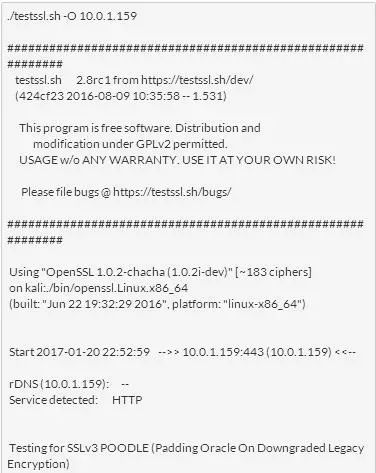 ./testssl.sh -O 10.0.1.159
###################################################
########
testssl.sh 2.8rc1 from https://testssl.sh/dev/
(424cf23 2016-08-09 10:35:58 -- 1.531)
This program is free software. Distribution and
modification under GPLv2 permitted.
USAGE w/o ANY WARRANTY. USE IT AT YOUR OWN RISK!
Please file bugs @ https://testssl.sh/bugs/
###################################################
########
Using "OpenSSL 1.0.2-chacha (1.0.2i-dev)" [~183 ciphers]
on kali:./bin/openssl.Linux.x86_64
(built: "Jun 22 19:32:29 2016", platform: "linux-x86_64")
Start 2017-01-20 22:52:59 -->> 10.0.1.159:443 (10.0.1.159) <<--
rDNS (10.0.1.159): --
Service detected: HTTP
Testing for SSLv3 POODLE (Padding Oracle On Downgraded Legacy
Encryption)